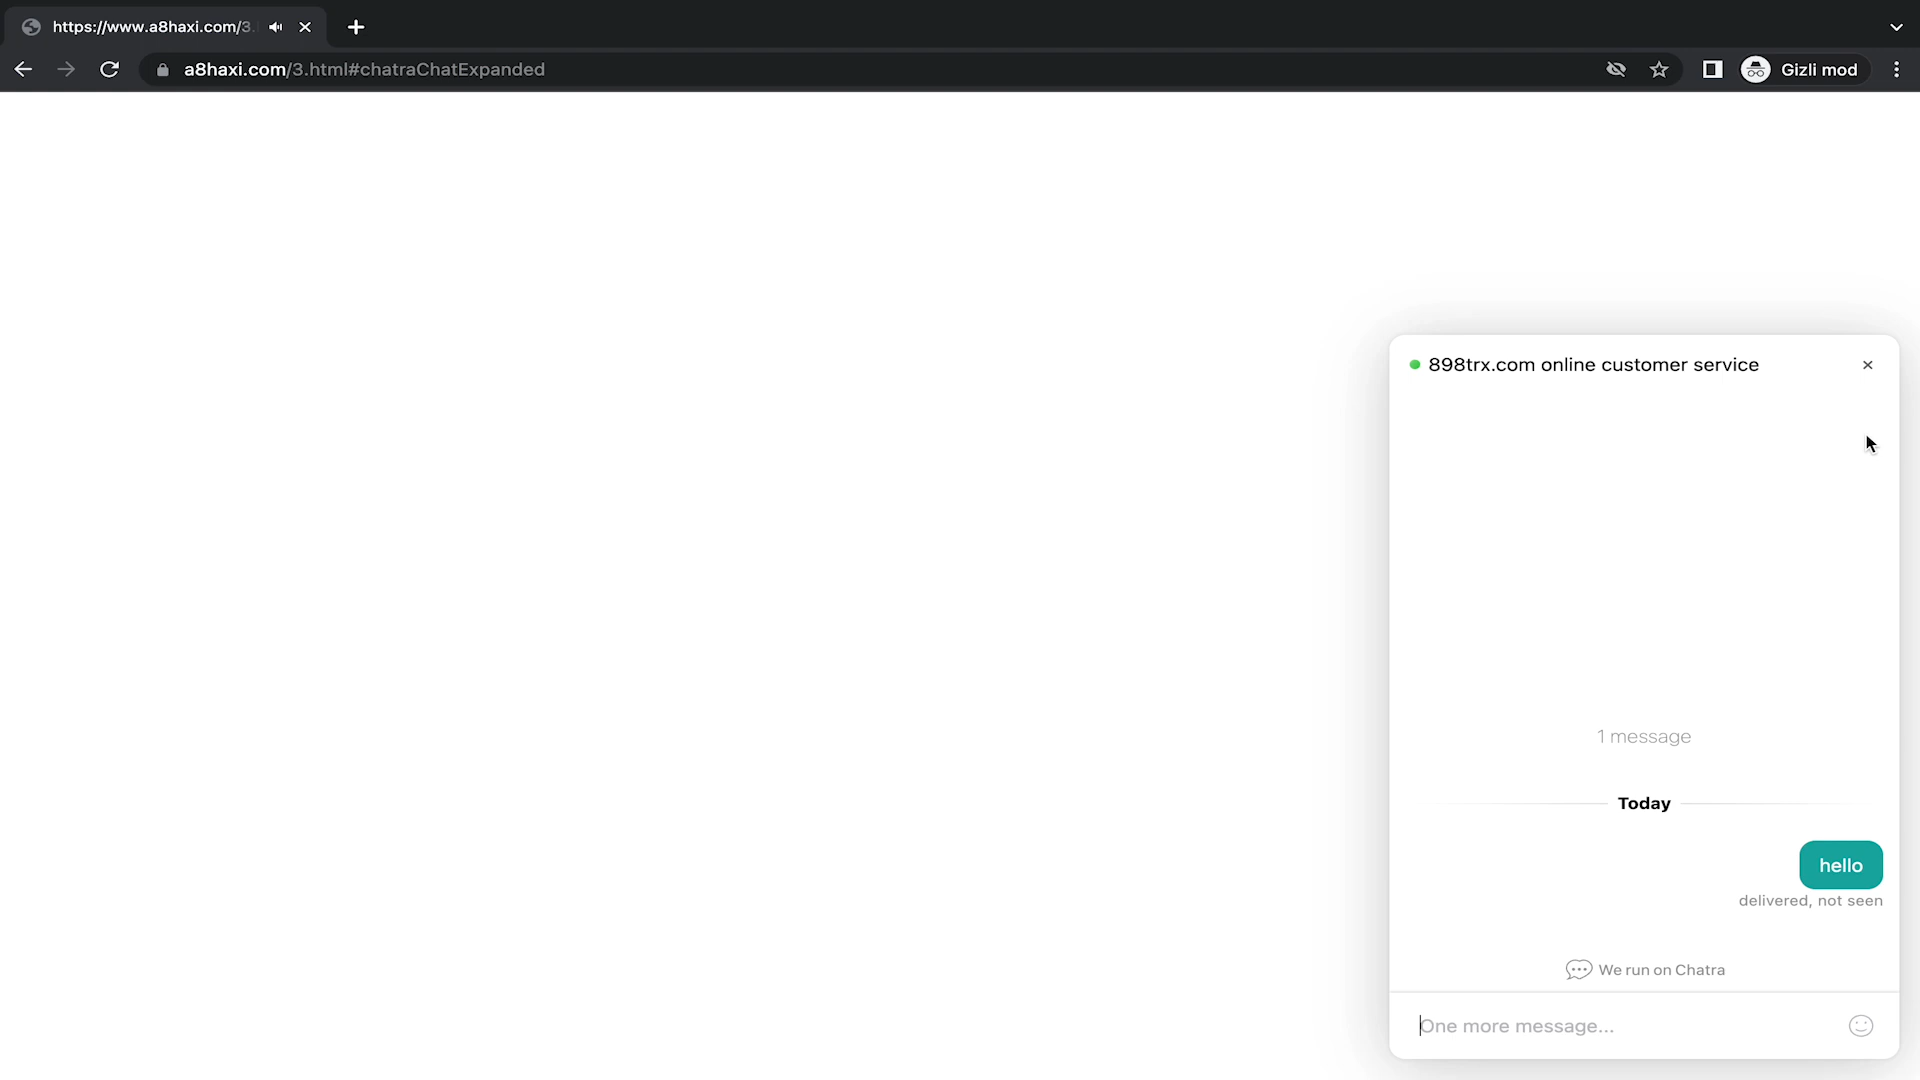 https://www.a8haxi.com/3.
a8haxi.com/3.html#chatraChatExpanded
Gizli mod
898trx.com online customer service
1 message
Today
hello
delivered, not seen
We run on Chatra
One more message...